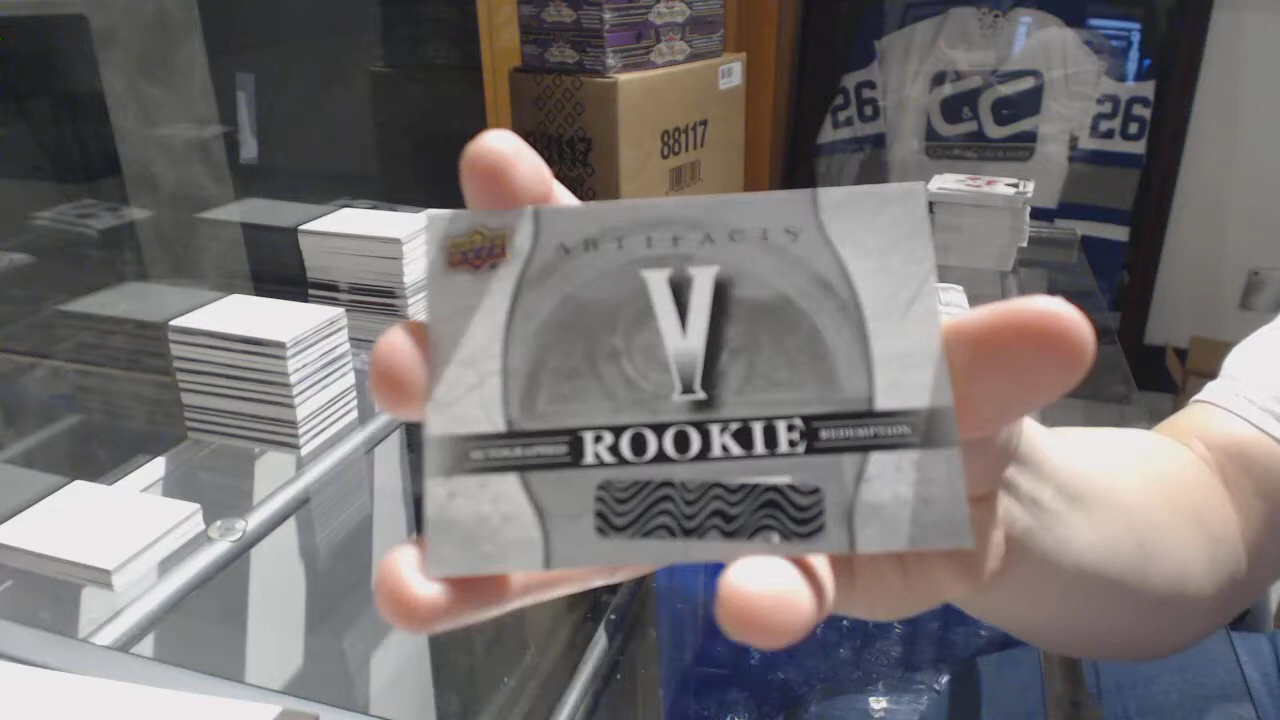 88117
26
C&C
26
ARTIFACTS
V
AUTOGRAPHED ROOKIE REDEMPTION